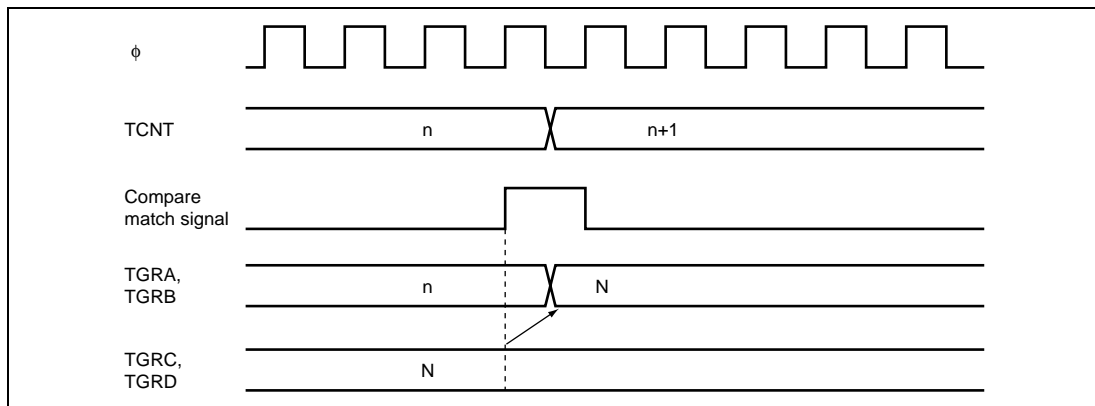 φ
TCNT
n
n+1
Compare
match signal
TGRA,
TGRB
n
N
TGRC,
TGRD
N